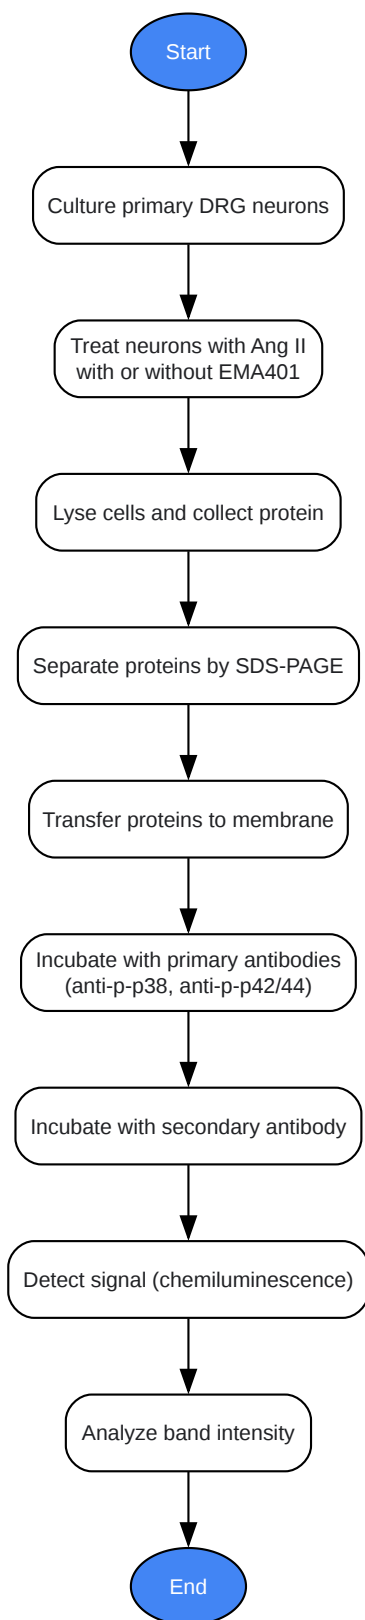 Start
Culture primary DRG neurons
Treat neurons with Ang II
with or without EMA401
Lyse cells and collect protein
Separate proteins by SDS-PAGE
Transfer proteins to membrane
Incubate with primary antibodies
(anti-p-p38, anti-p-p42/44)
Incubate with secondary antibody
Detect signal (chemiluminescence)
Analyze band intensity
End